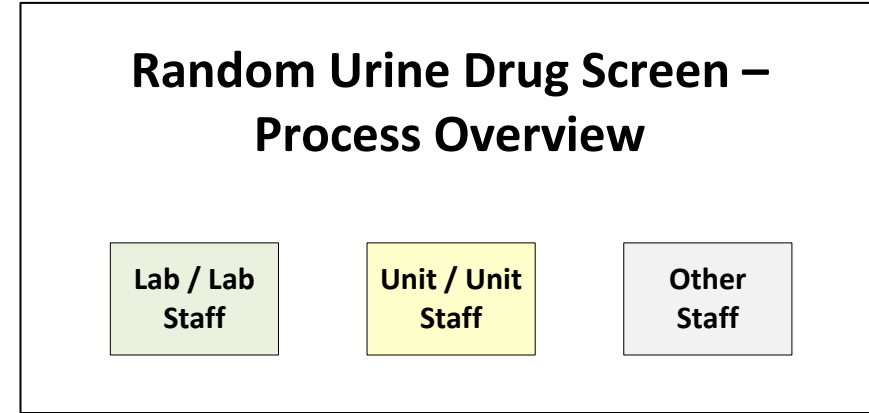 Random Urine Drug Screen –
Process Overview
Lab / Lab
Staff
Unit / Unit
Staff
Other
Staff